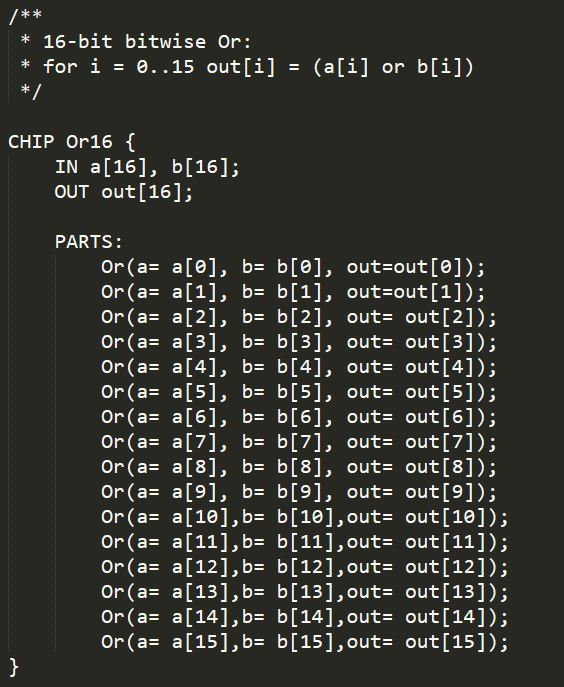 /**
 * 16-bit bitwise Or:
 * for i = 0..15 out[i] = (a[i] or b[i])
 */

CHIP Or16 {
    IN a[16], b[16];
    OUT out[16];

    PARTS:
        Or(a= a[0], b= b[0], out=out[0]);
        Or(a= a[1], b= b[1], out=out[1]);
        Or(a= a[2], b= b[2], out= out[2]);
        Or(a= a[3], b= b[3], out= out[3]);
        Or(a= a[4], b= b[4], out= out[4]);
        Or(a= a[5], b= b[5], out= out[5]);
        Or(a= a[6], b= b[6], out= out[6]);
        Or(a= a[7], b= b[7], out= out[7]);
        Or(a= a[8], b= b[8], out= out[8]);
        Or(a= a[9], b= b[9], out= out[9]);
        Or(a= a[10],b= b[10],out= out[10]);
        Or(a= a[11],b= b[11],out= out[11]);
        Or(a= a[12],b= b[12],out= out[12]);
        Or(a= a[13],b= b[13],out= out[13]);
        Or(a= a[14],b= b[14],out= out[14]);
        Or(a= a[15],b= b[15],out= out[15]);
}